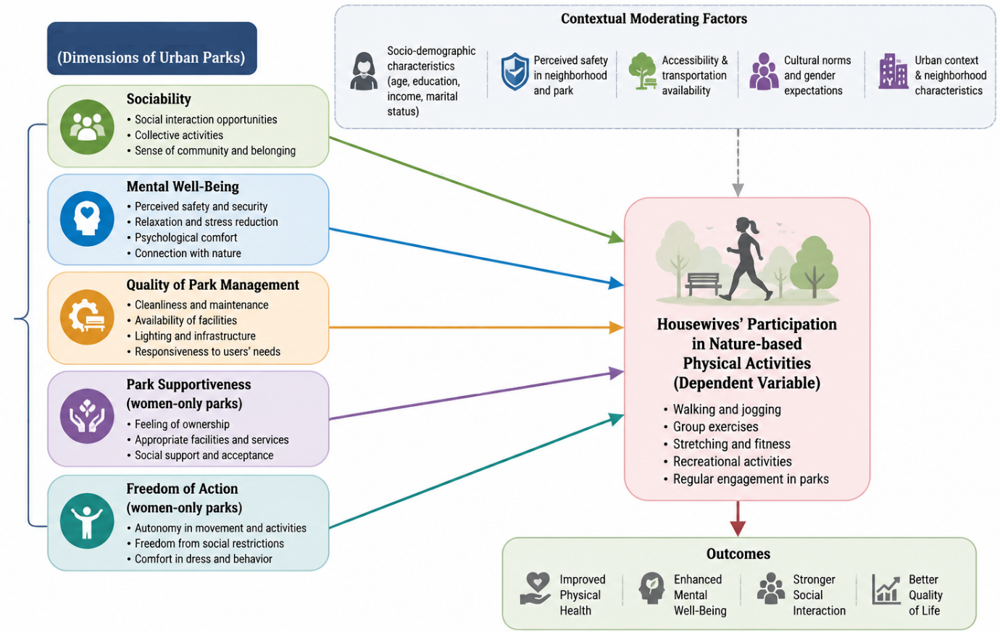 (Dimensions of Urban Parks)
Sociability
• Social interaction opportunities
• Collective activities
• Sense of community and belonging
Mental Well-Being
• Perceived safety and security
• Relaxation and stress reduction
• Psychological comfort
• Connection with nature
Quality of Park Management
• Cleanliness and maintenance
• Availability of facilities
• Lighting and infrastructure
• Responsiveness to users' needs
Park Supportiveness
(women-only parks)
• Feeling of ownership
• Appropriate facilities and services
• Social support and acceptance
Freedom of Action
(women-only parks)
• Autonomy in movement and activities
• Freedom from social restrictions
• Comfort in dress and behavior
Contextual Moderating Factors
Socio-demographic
characteristics
(age, education,
income, marital
status)
Perceived safety
in neighborhood
and park
Accessibility &
transportation
availability
Cultural norms
and gender
expectations
Urban context
& neighborhood
characteristics
Housewives' Participation
in Nature-based
Physical Activities
(Dependent Variable)
• Walking and jogging
• Group exercises
• Stretching and fitness
• Recreational activities
• Regular engagement in parks
Outcomes
Improved
Physical
Health
Enhanced
Mental
Well-Being
Stronger
Social
Interaction
Better
Quality
of Life